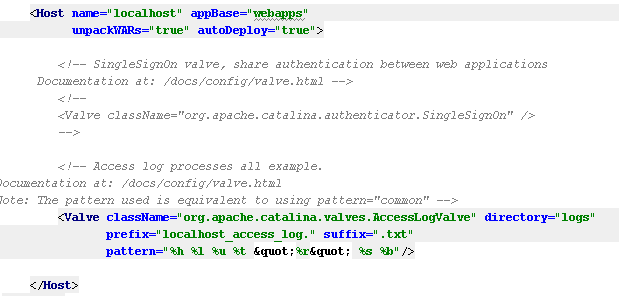 <Host name="localhost" appBase="webapps"
unpackWARs="true" autoDeploy="true">
<!-- SingleSignOn valve, share authentication between web applications
Documentation at: /docs/config/valve.html -->
<!--
<Valve className="org.apache.catalina.authenticator.SingleSignOn" />
-->
<!-- Access log processes all example.
Documentation at: /docs/config/valve.html
Note: The pattern used is equivalent to using pattern="common" -->
<Valve className="org.apache.catalina.valves.AccessLogValve" directory="logs"
prefix="localhost_access_log." suffix=".txt"
pattern="%h %l %u %t &quot;%r&quot; %s %b"/>
</Host>